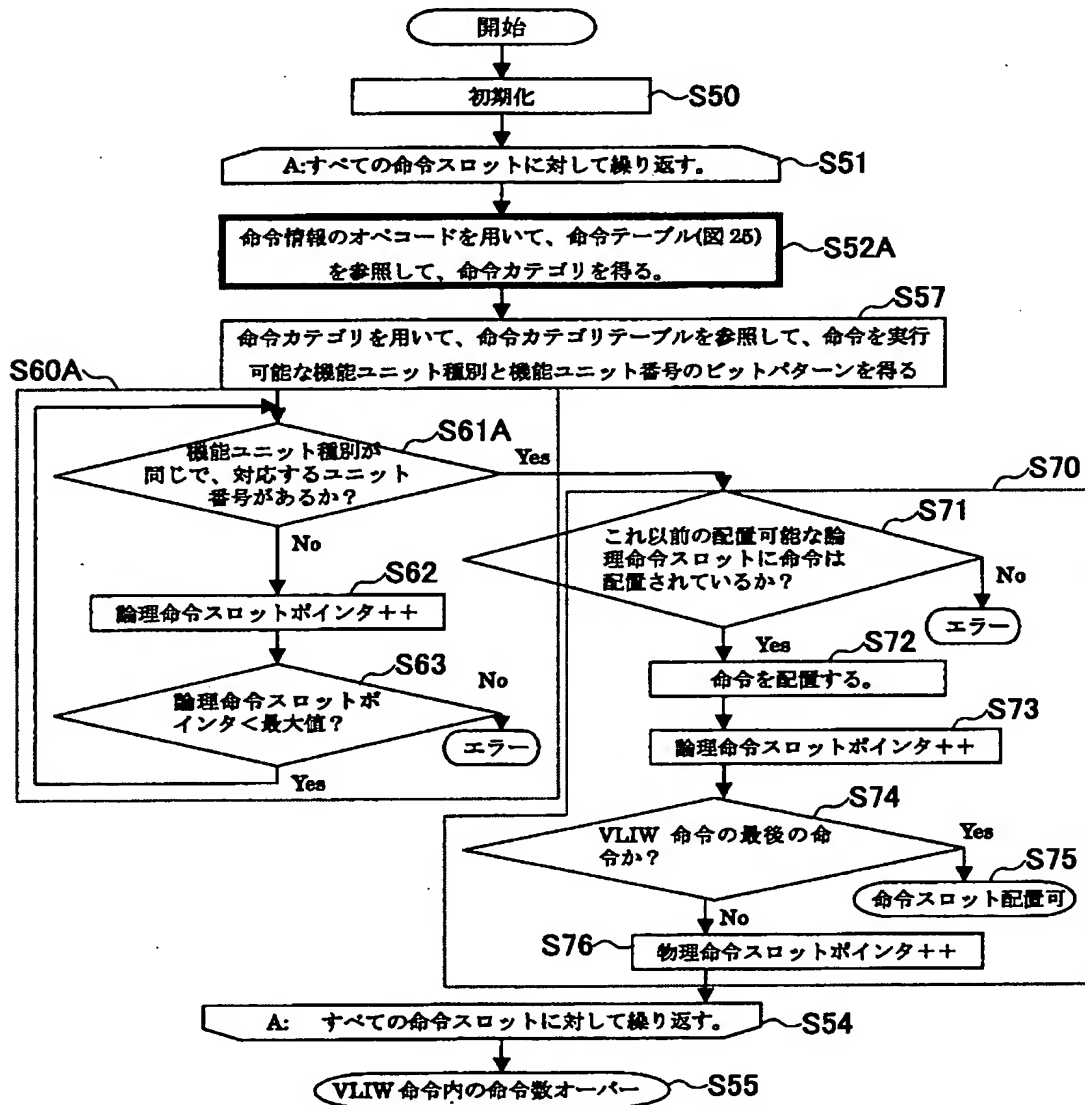 開始
初期化
S50
A:すべての命令スロットに対して繰り返す。
S51
命令情報のオペコードを用いて、命令テーブル(図25)
を参照して、命令カテゴリを得る。
S52A
S57
命令カテゴリを用いて、命令カテゴリテーブルを参照して、命令を実行
可能な機能ユニット種別と機能ユニット番号のビットパターンを得る
S60A
S61A
機能ユニット種別が
同じで、対応するユニット
番号があるか?
Yes
No
S62
論理命令スロットポインタ++
S63
論理命令スロットポ
インタ<最大値?
No
エラー
Yes
S70
S71
これ以前の配置可能な論
理命令スロットに命令は
配置されているか?
No
エラー
Yes
S72
命令を配置する。
S73
論理命令スロットポインタ++
S74
VLIW 命令の最後の命
令か?
Yes
S75
命令スロット配置可
No
S76
物理命令スロットポインタ++
A: すべての命令スロットに対して繰り返す。
S54
VLIW命令内の命令数オーバー
S55